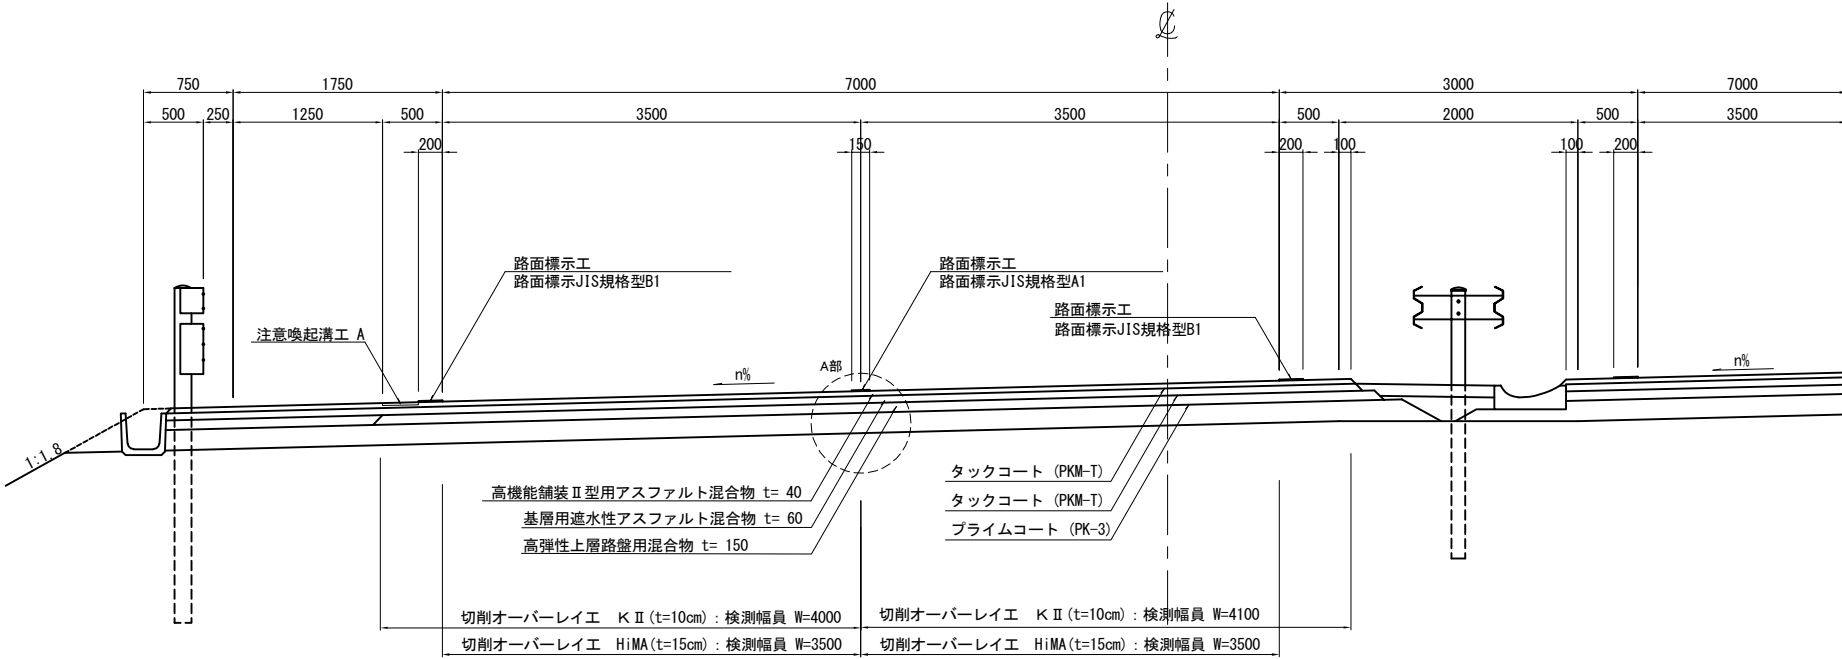 ℄
750 1750 7000 3000 7000
500 250 1250 500 3500 3500 500 2000 500 3500
200 150 200 100 100 200
路面標示工
路面標示JIS規格型B1
路面標示工
路面標示JIS規格型A1
路面標示工
路面標示JIS規格型B1
注意喚起溝工 A
A部
n%
n%
1:1.8
高機能舗装Ⅱ型用アスファルト混合物 t= 40
基層用遮水性アスファルト混合物 t= 60
高弾性上層路盤用混合物 t= 150
タックコート (PKM-T)
タックコート (PKM-T)
プライムコート (PK-3)
切削オーバーレイエ KⅡ(t=10cm) : 検測幅員 W=4000
切削オーバーレイエ KⅡ(t=10cm) : 検測幅員 W=4100
切削オーバーレイエ HiMA(t=15cm) : 検測幅員 W=3500
切削オーバーレイエ HiMA(t=15cm) : 検測幅員 W=3500